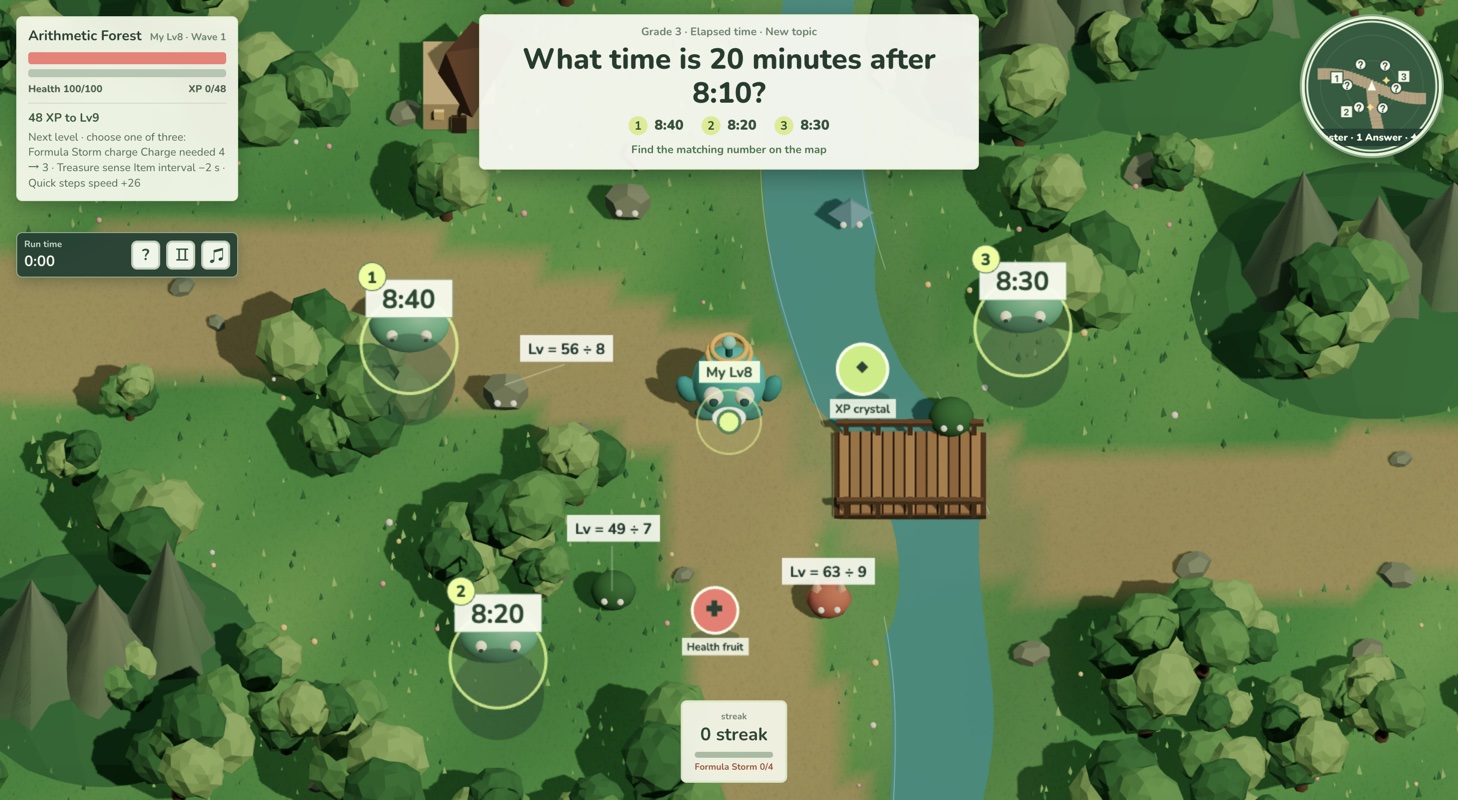 Arithmetic Forest My Lv8 · Wave 1
Health 100/100 XP 0/48
48 XP to Lv9
Next level · choose one of three:
Formula Storm charge Charge needed 4
→ 3 · Treasure sense Item interval −2 s ·
Quick steps speed +26
Run time
0:00
?
Grade 3 · Elapsed time · New topic
What time is 20 minutes after
8:10?
1 8:40 2 8:20 3 8:30
Find the matching number on the map
? ?
1 3
? ?
2 ? ?
· 1 Answer ·
1
8:40
3
8:30
Lv = 56 ÷ 8
My Lv8
XP crystal
Lv = 49 ÷ 7
Lv = 63 ÷ 9
2
8:20
Health fruit
streak
0 streak
Formula Storm 0/4